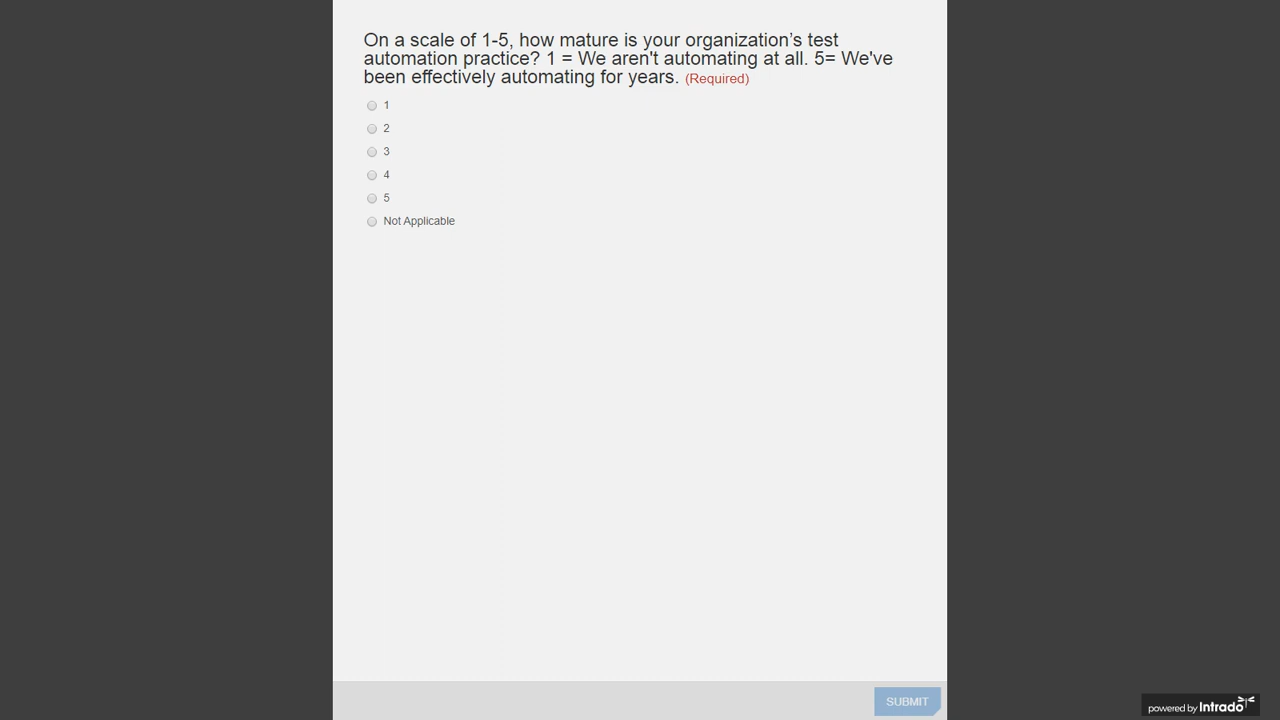 On a scale of 1-5, how mature is your organization’s test
automation practice? 1 = We aren't automating at all. 5= We've
been effectively automating for years. (Required)
1
2
3
4
5
Not Applicable
SUBMIT
powered by Intrado